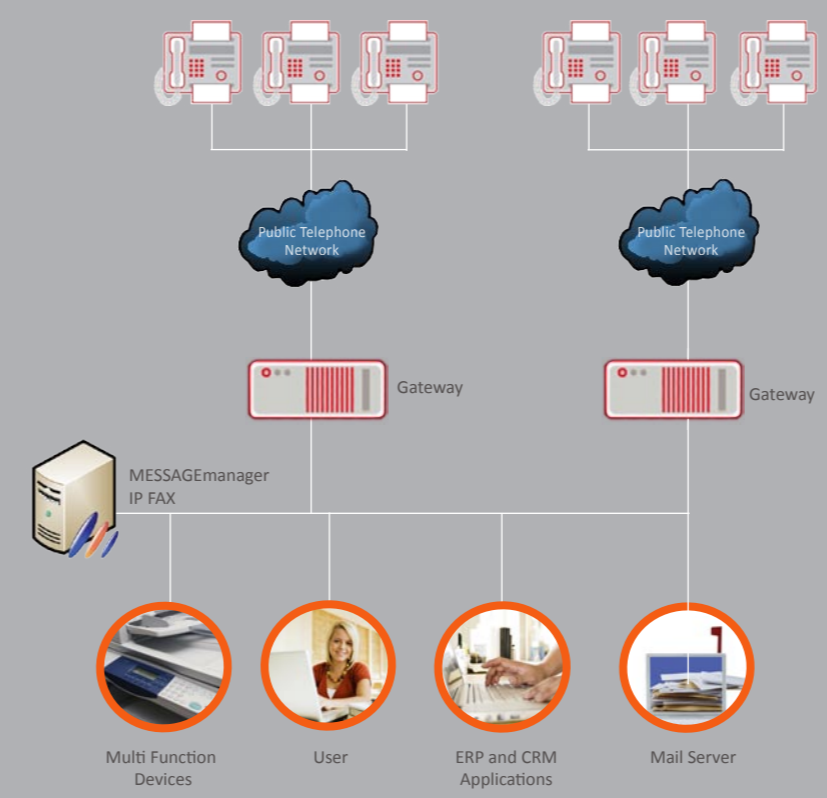 Public Telephone
Network
Public Telephone
Network
Gateway
Gateway
MESSAGEmanager
IP FAX
Multi Function
Devices
User
ERP and CRM
Applications
Mail Server